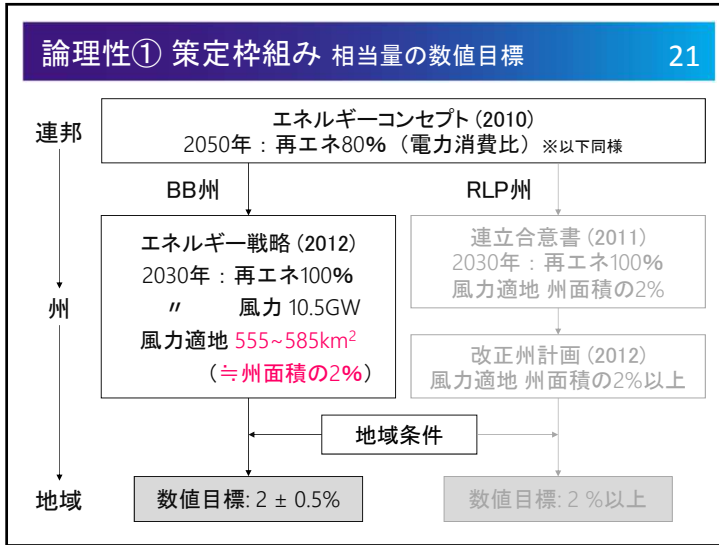 論理性① 策定枠組み 相当量の数値目標 21
連邦
エネルギーコンセプト (2010)
2050年：再エネ80%（電力消費比）※以下同様
BB州
RLP州
州
エネルギー戦略 (2012)
2030年：再エネ100%
〃 風力 10.5GW
風力適地 555~585km²
（≒州面積の2%）
連立合意書 (2011)
2030年：再エネ100%
風力適地 州面積の2%
改正州計画 (2012)
風力適地 州面積の2%以上
地域条件
地域
数値目標: 2 ± 0.5%
数値目標: 2 %以上